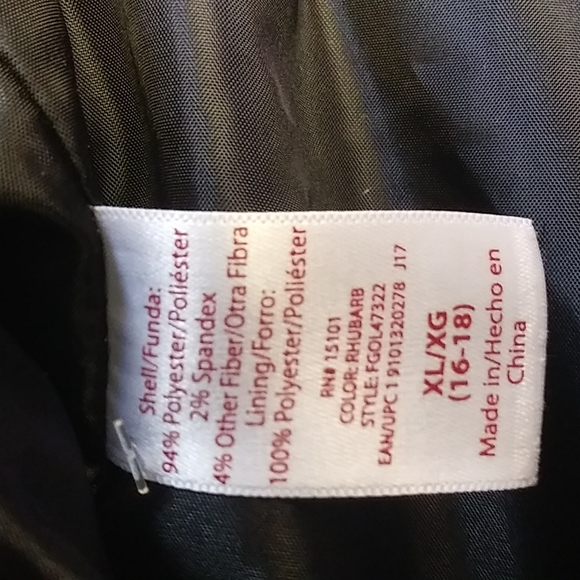 Shell/Funda:
94% Polyester/Poliéster
2% Spandex
4% Other Fiber/Otra Fibra
Lining/Forro:
100% Polyester/Poliéster
RN# 15101
COLOR: RHUBARB
STYLE: FG0L47322
EAN/UPC 1 9101320278 J17
XL/XG
(16-18)
Made in/Hecho en
China